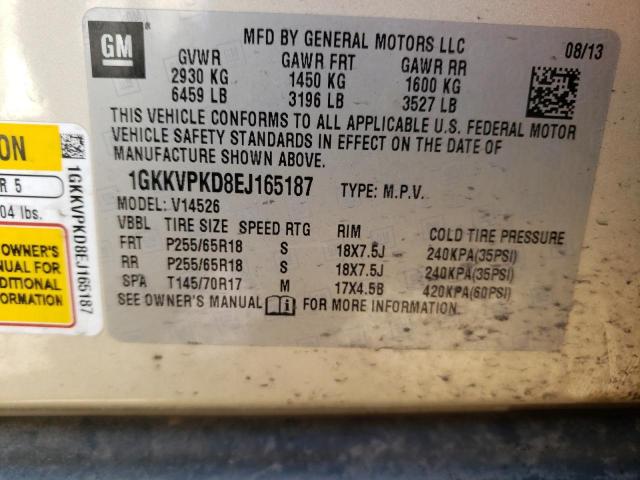 GM
MFD BY GENERAL MOTORS LLC
08/13
GVWR GAWR FRT GAWR RR
2930 KG 1450 KG 1600 KG
6459 LB 3196 LB 3527 LB
THIS VEHICLE CONFORMS TO ALL APPLICABLE U.S. FEDERAL MOTOR
VEHICLE SAFETY STANDARDS IN EFFECT ON THE DATE OF
MANUFACTURE SHOWN ABOVE.
1GKKVPKD8EJ165187 TYPE: M.P.V.
MODEL: V14526
VBBL TIRE SIZE SPEED RTG RIM COLD TIRE PRESSURE
FRT P255/65R18 S 18X7.5J 240KPA(35PSI)
RR P255/65R18 S 18X7.5J 240KPA(35PSI)
SPA T145/70R17 M 17X4.5B 420KPA(60PSI)
SEE OWNER'S MANUAL FOR MORE INFORMATION.
ON
R 5
04 lbs.
OWNER'S
NUAL FOR
DITIONAL
ORMATION
1GKKVPKD8EJ165187